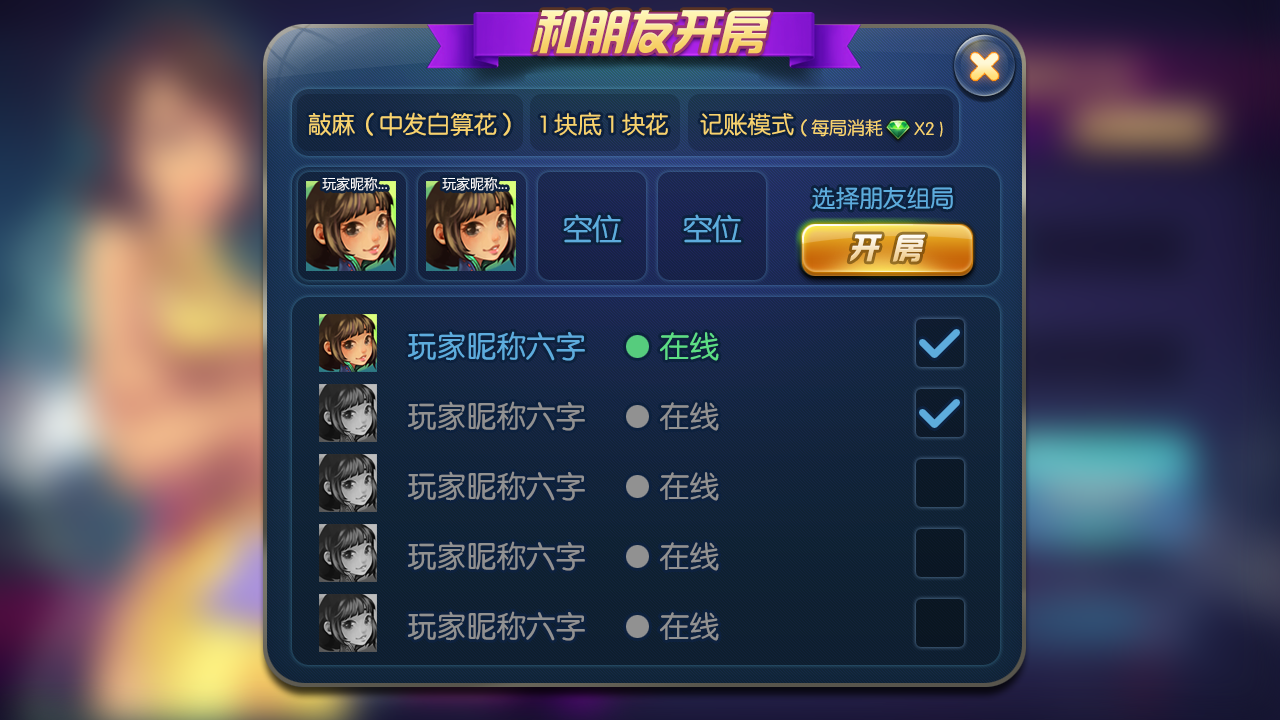 和朋友开房
敲麻（中发白算花） 1块底1块花 记账模式（每局消耗X2）
玩家昵称... 玩家昵称... 选择朋友组局
空位 空位 开房
玩家昵称六字 在线
玩家昵称六字 在线
玩家昵称六字 在线
玩家昵称六字 在线
玩家昵称六字 在线